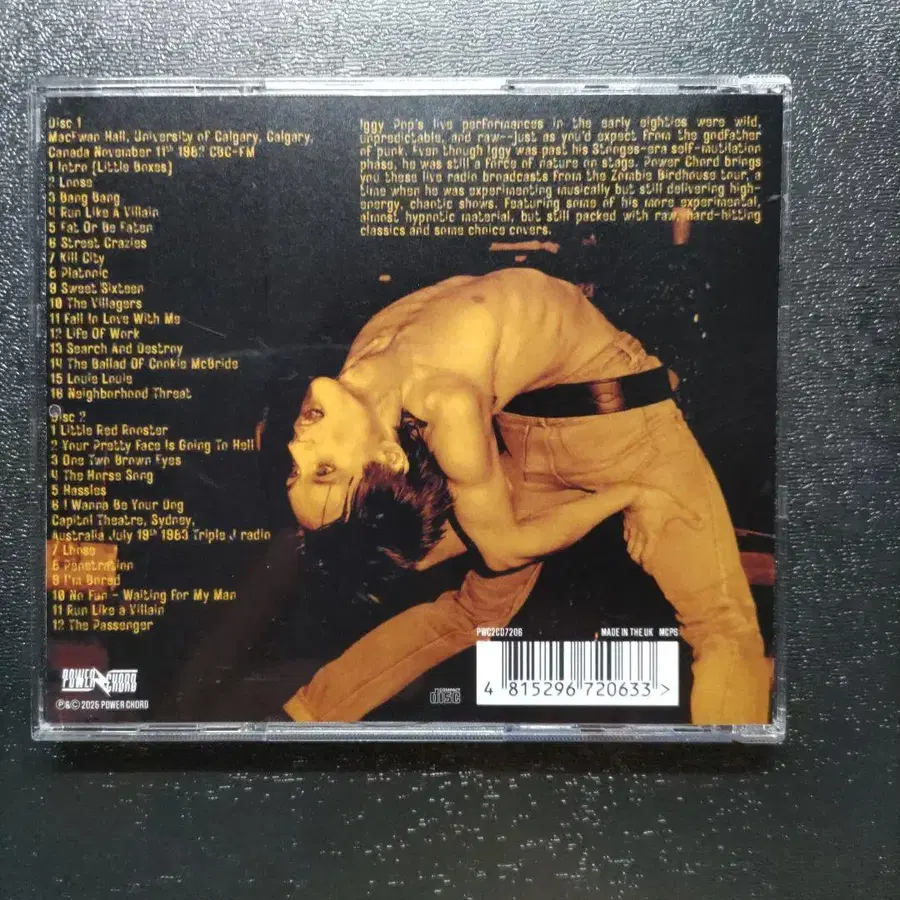 Disc 1
MacEwan Hall, University of Calgary, Calgary,
Canada November 11th 1982 CBC-FM
1 Intro [Little Boxes]
2 Loose
3 Bang Bang
4 Run Like A Villain
5 Eat Or Be Eaten
6 Street Crazies
7 Kill City
8 Platonic
9 Sweet Sixteen
10 The Villagers
11 Fall In Love With Me
12 Life Of Work
13 Search And Destroy
14 The Ballad Of Cookie McBride
15 Louie Louie
16 Neighborhood Threat
Disc 2
1 Little Red Rooster
2 Your Pretty Face Is Going To Hell
3 One Two Brown Eyes
4 The Horse Song
5 Hassles
6 I Wanna Be Your Dog
Capitol Theatre, Sydney,
Australia July 19th 1983 Triple J radio
7 Loose
8 Penetration
9 I'm Bored
10 No Fun - Waiting For My Man
11 Run Like a Villain
12 The Passenger
Iggy Pop's live performances in the early eighties were wild,
unpredictable, and raw—just as you'd expect from the godfather
of punk. Even though Iggy was past his Stooges-era self-mutilation
phase, he was still a force of nature on stage. Power Chord brings
you these live radio broadcasts from the Zombie Birdhouse tour, a
time when he was experimenting musically but still delivering high-
energy, chaotic shows. Featuring some of his more experimental,
almost hypnotic material, but still packed with raw, hard-hitting
classics and some choice covers.
POWER CHORD
℗&© 2025 POWER CHORD
COMPACT
disc
PWC2CD7206 MADE IN THE UK MCPS
4 815296 720633 >